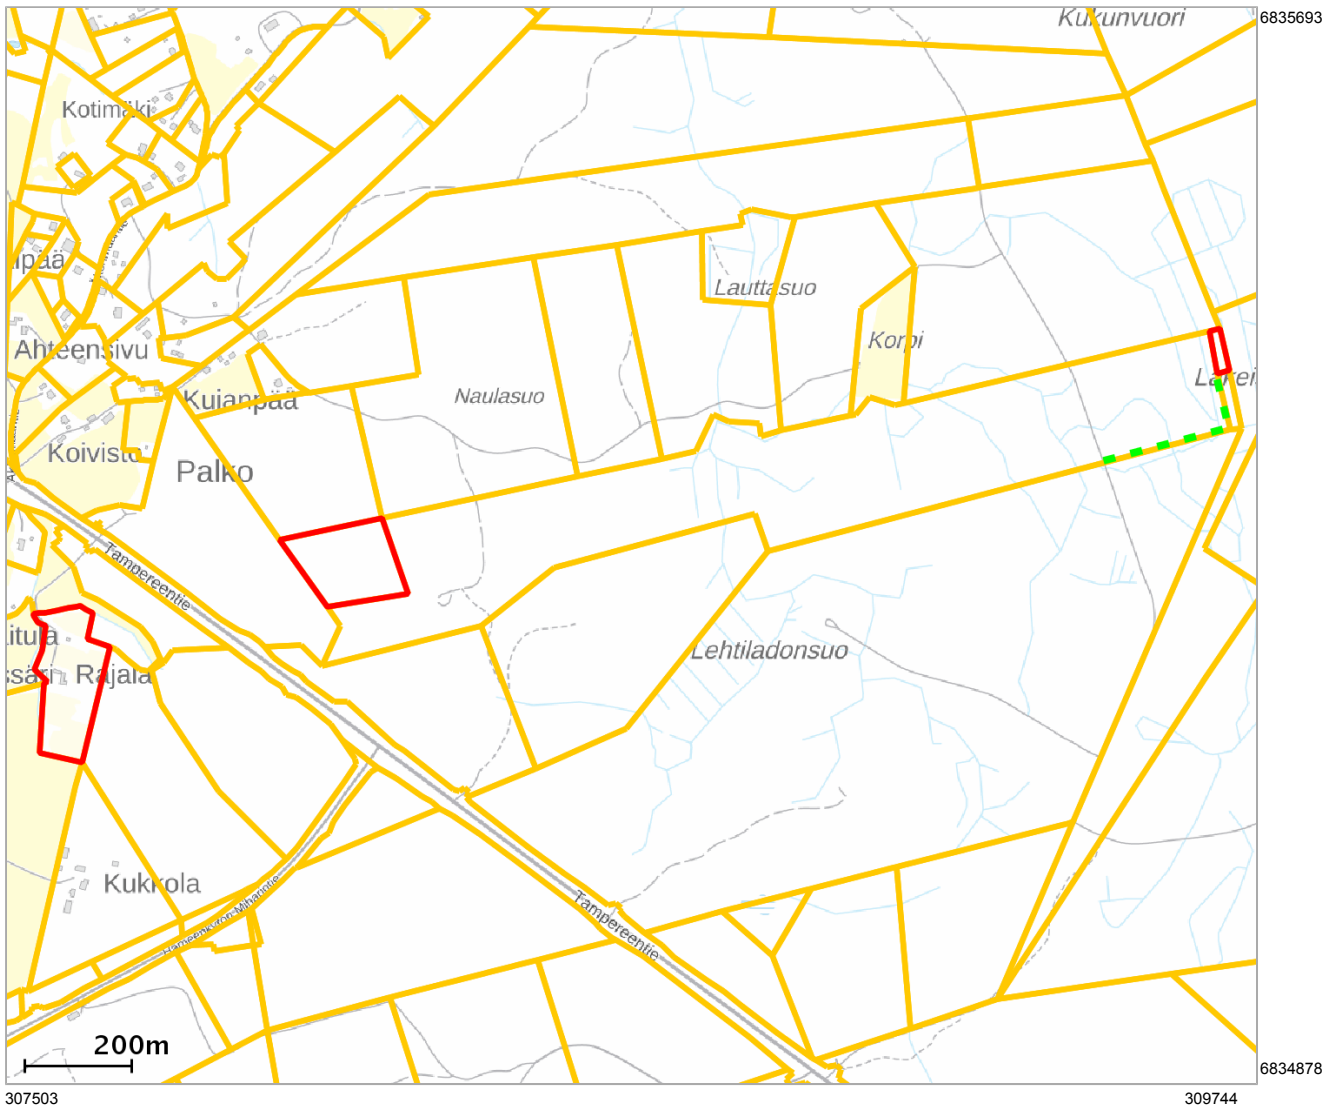 Kukunvuori
6835693
Kotimäki
lpää
Lauttasuo
Ahteensivu
Korpi
Kujanpää
Naulasuo
Koivisto
Palko
Tampereentie
Rajala
Lehtiladonsuo
Kukkola
Tampereentie
200m
6834878
307503
309744